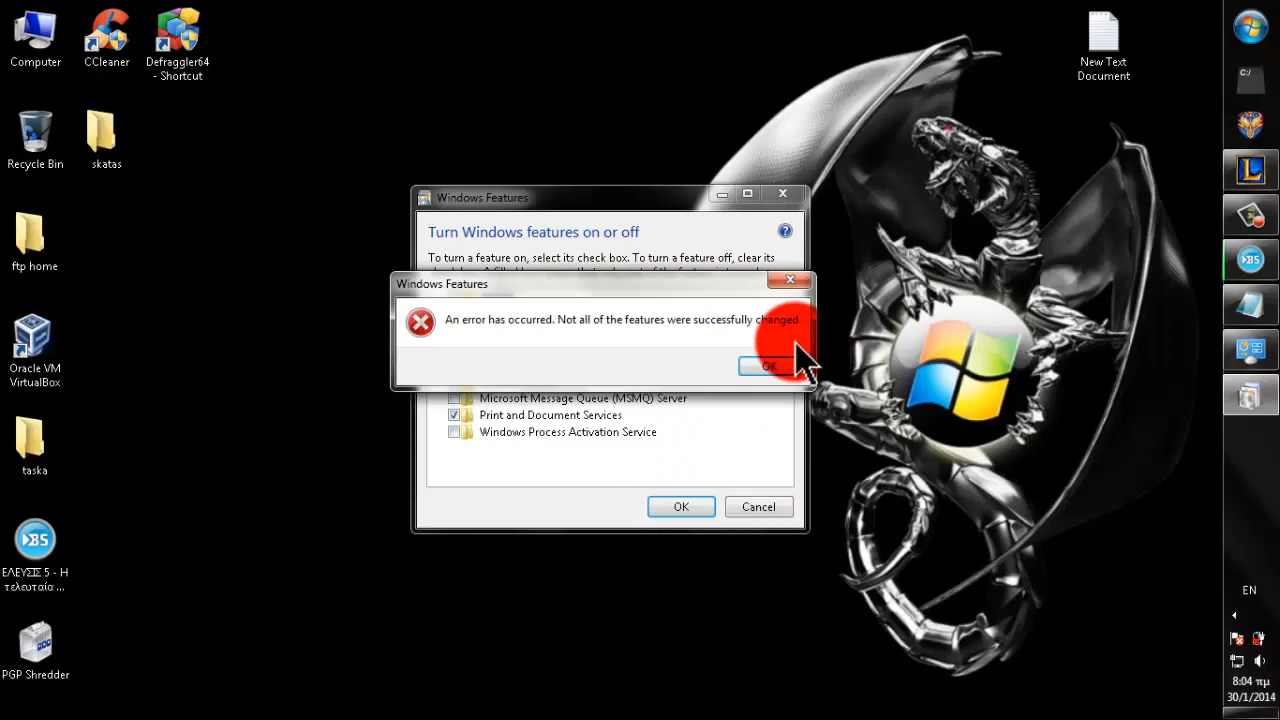 Computer
CCleaner
Defraggler64
- Shortcut
New Text
Document
C:/
Recycle Bin
skatas
ftp home
Oracle VM
VirtualBox
taska
BS
ΕΛΕΥΣΙΣ 5 - Η
τελευταία ...
PGP Shredder
Windows Features
Turn Windows features on or off
To turn a feature on, select its check box. To turn a feature off, clear its
Windows Features
An error has occurred. Not all of the features were successfully changed.
OK
Microsoft Message Queue (MSMQ) Server
Print and Document Services
Windows Process Activation Service
OK
Cancel
L
BS
EN
8:04 πμ
30/1/2014